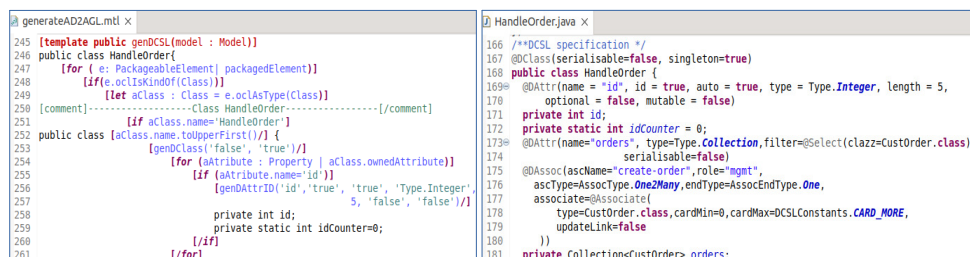 generateAD2AGL.mtl
245 [template public genDCSL(model : Model)]
246 public class HandleOrder{
247 [for ( e: PackageableElement| packagedElement)]
248 [if(e.oclIsKindOf(Class))]
249 [let aClass : Class = e.oclAsType(Class)]
250 [comment]-------------------Class HandleOrder----------------[/comment]
251 [if aClass.name='HandleOrder']
252 public class [aClass.name.toUpperFirst()/] {
253 [genDClass('false', 'true')/]
254 [for (aAtribute : Property | aClass.ownedAttribute)]
255 [if (aAtribute.name='id')]
256 [genDAttrID('id','true', 'true', 'Type.Integer',
257 5, 'false', 'false')/]
258 private int id;
259 private static int idCounter=0;
260 [/if]
261 [/for]
HandleOrder.java
166 /**DCSL specification */
167 @DClass(serialisable=false, singleton=true)
168 public class HandleOrder {
169 @DAttr(name = "id", id = true, auto = true, type = Type.Integer, length = 5,
170 optional = false, mutable = false)
171 private int id;
172 private static int idCounter = 0;
173 @DAttr(name="orders", type=Type.Collection,filter=@Select(clazz=CustOrder.class)
174 serialisable=false)
175 @DAssoc(ascName="create-order",role="mgmt",
176 ascType=AssocType.One2Many,endType=AssocEndType.One,
177 associate=@Associate(
178 type=CustOrder.class,cardMin=0,cardMax=DCSLConstants.CARD_MORE,
179 updateLink=false
180 ))
181 private Collection<CustOrder> orders;